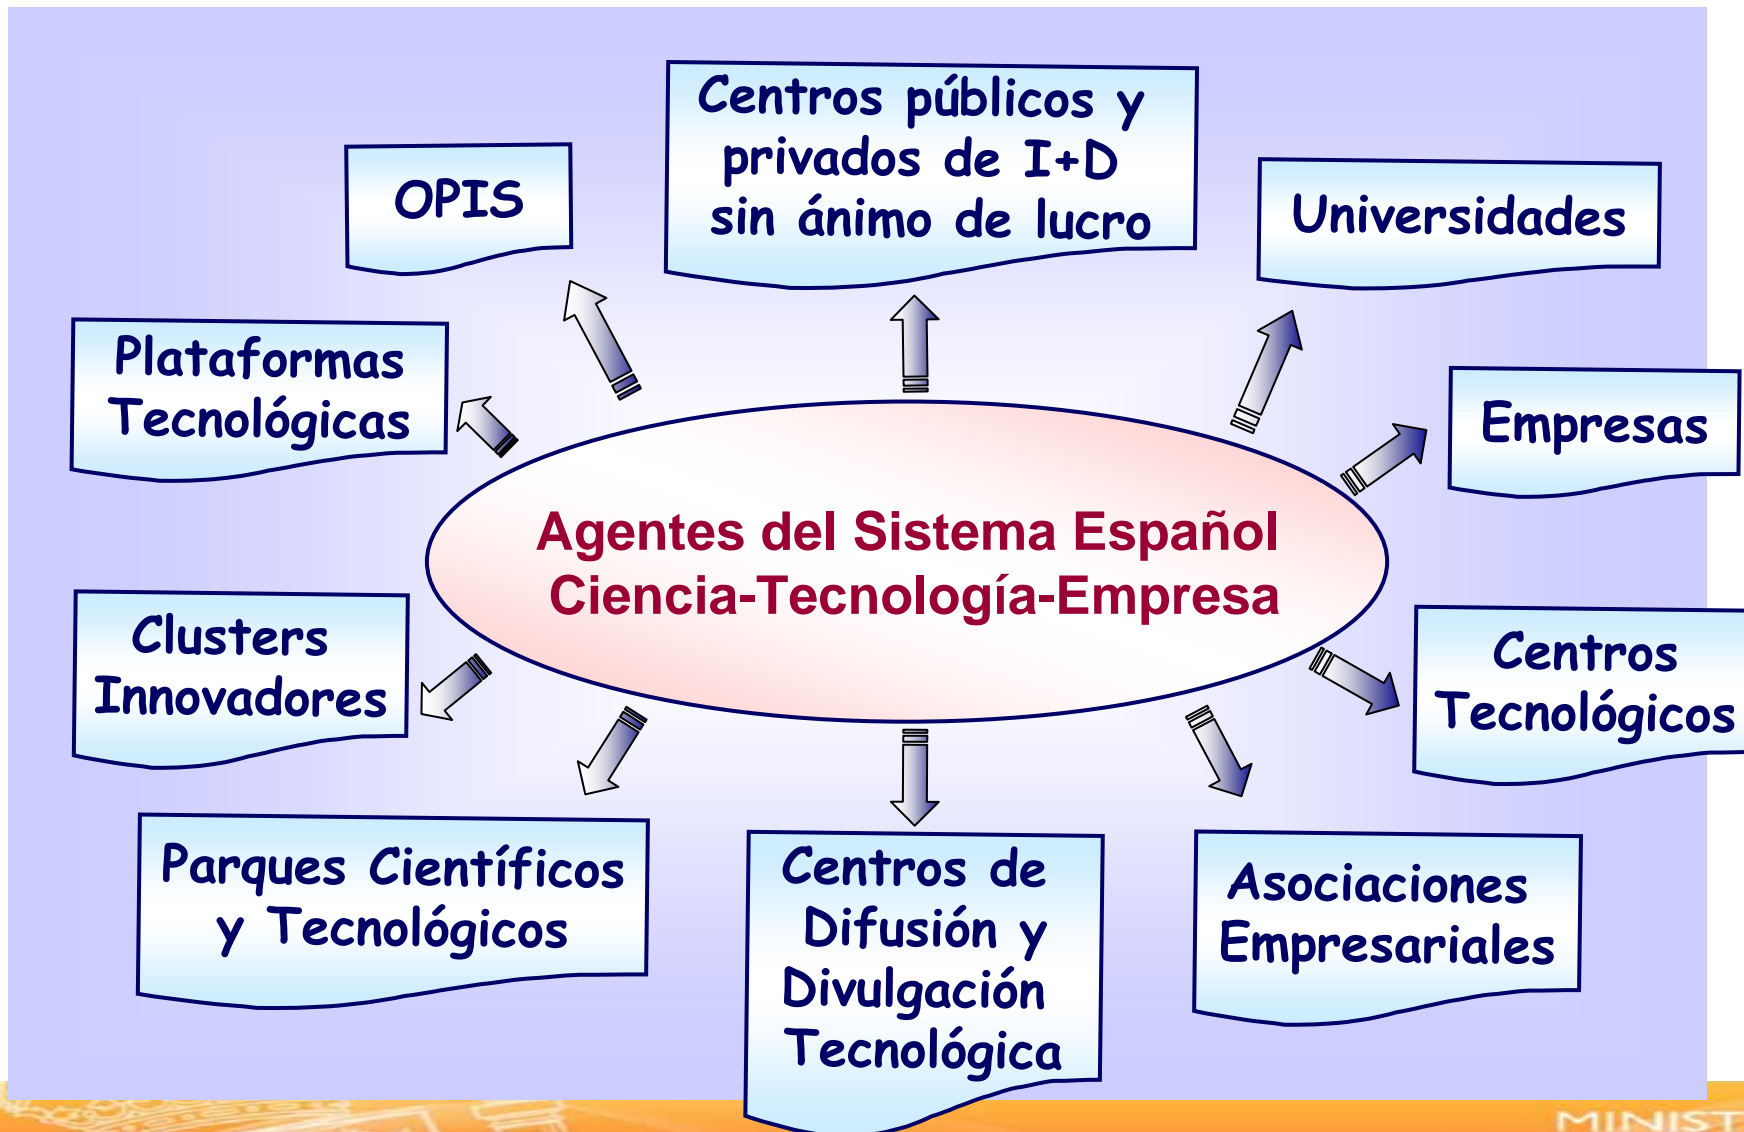 Centros públicos y
privados de I+D
sin ánimo de lucro
OPIS
Universidades
Plataformas
Tecnológicas
Empresas
Agentes del Sistema Español
Ciencia-Tecnología-Empresa
Clusters
Innovadores
Centros
Tecnológicos
Parques Científicos
y Tecnológicos
Centros de
Difusión y
Divulgación
Tecnológica
Asociaciones
Empresariales
MINIST